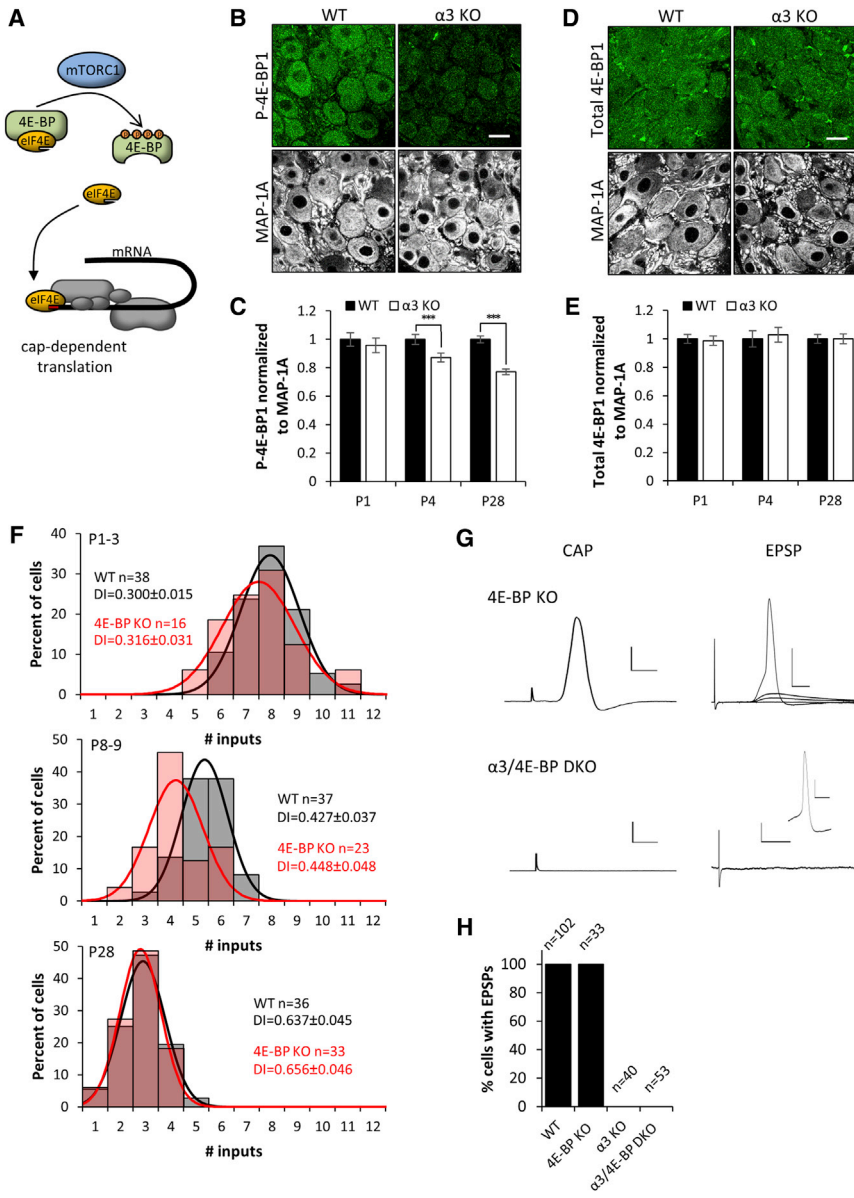 A
mTORC1
4E-BP
eIF4E
P P P P
4E-BP
eIF4E
mRNA
eIF4E
cap-dependent
translation
B
WT
α3 KO
P-4E-BP1
MAP-1A
C
WT
α3 KO
***
***
P-4E-BP1 normalized
to MAP-1A
1.2
1
0.8
0.6
0.4
0.2
0
P1
P4
P28
D
WT
α3 KO
Total 4E-BP1
MAP-1A
E
WT
α3 KO
Total 4E-BP1 normalized
to MAP-1A
1.2
1
0.8
0.6
0.4
0.2
0
P1
P4
P28
F
P1-3
WT n=38
DI=0.300±0.015
4E-BP KO n=16
DI=0.316±0.031
Percent of cells
40
30
20
10
0
1 2 3 4 5 6 7 8 9 10 11 12
# inputs
P8-9
WT n=37
DI=0.427±0.037
4E-BP KO n=23
DI=0.448±0.048
Percent of cells
50
40
30
20
10
0
1 2 3 4 5 6 7 8 9 10 11 12
# inputs
P28
WT n=36
DI=0.637±0.045
4E-BP KO n=33
DI=0.656±0.046
Percent of cells
50
40
30
20
10
0
1 2 3 4 5 6 7 8 9 10 11 12
# inputs
G
CAP
EPSP
4E-BP KO
α3/4E-BP DKO
H
n=102
n=33
n=40
n=53
% cells with EPSPs
100
80
60
40
20
0
WT
4E-BP KO
α3 KO
α3/4E-BP DKO